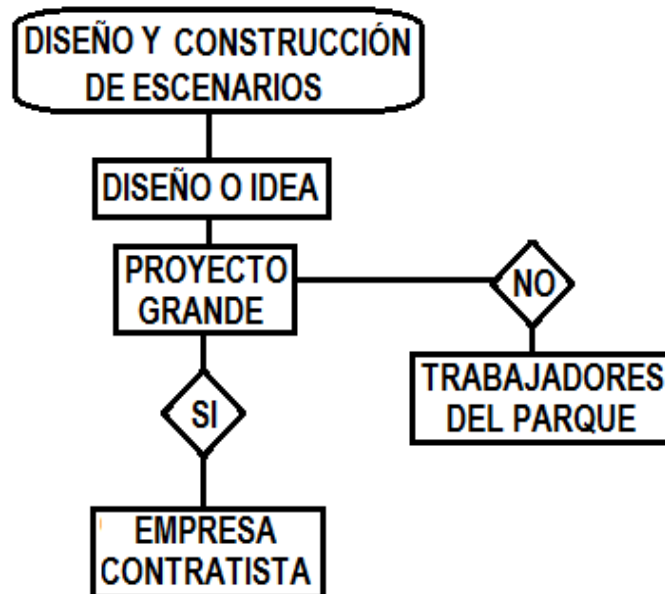 DISEÑO Y CONSTRUCCIÓN
DE ESCENARIOS
DISEÑO O IDEA
PROYECTO
GRANDE
NO
TRABAJADORES
DEL PARQUE
SI
EMPRESA
CONTRATISTA